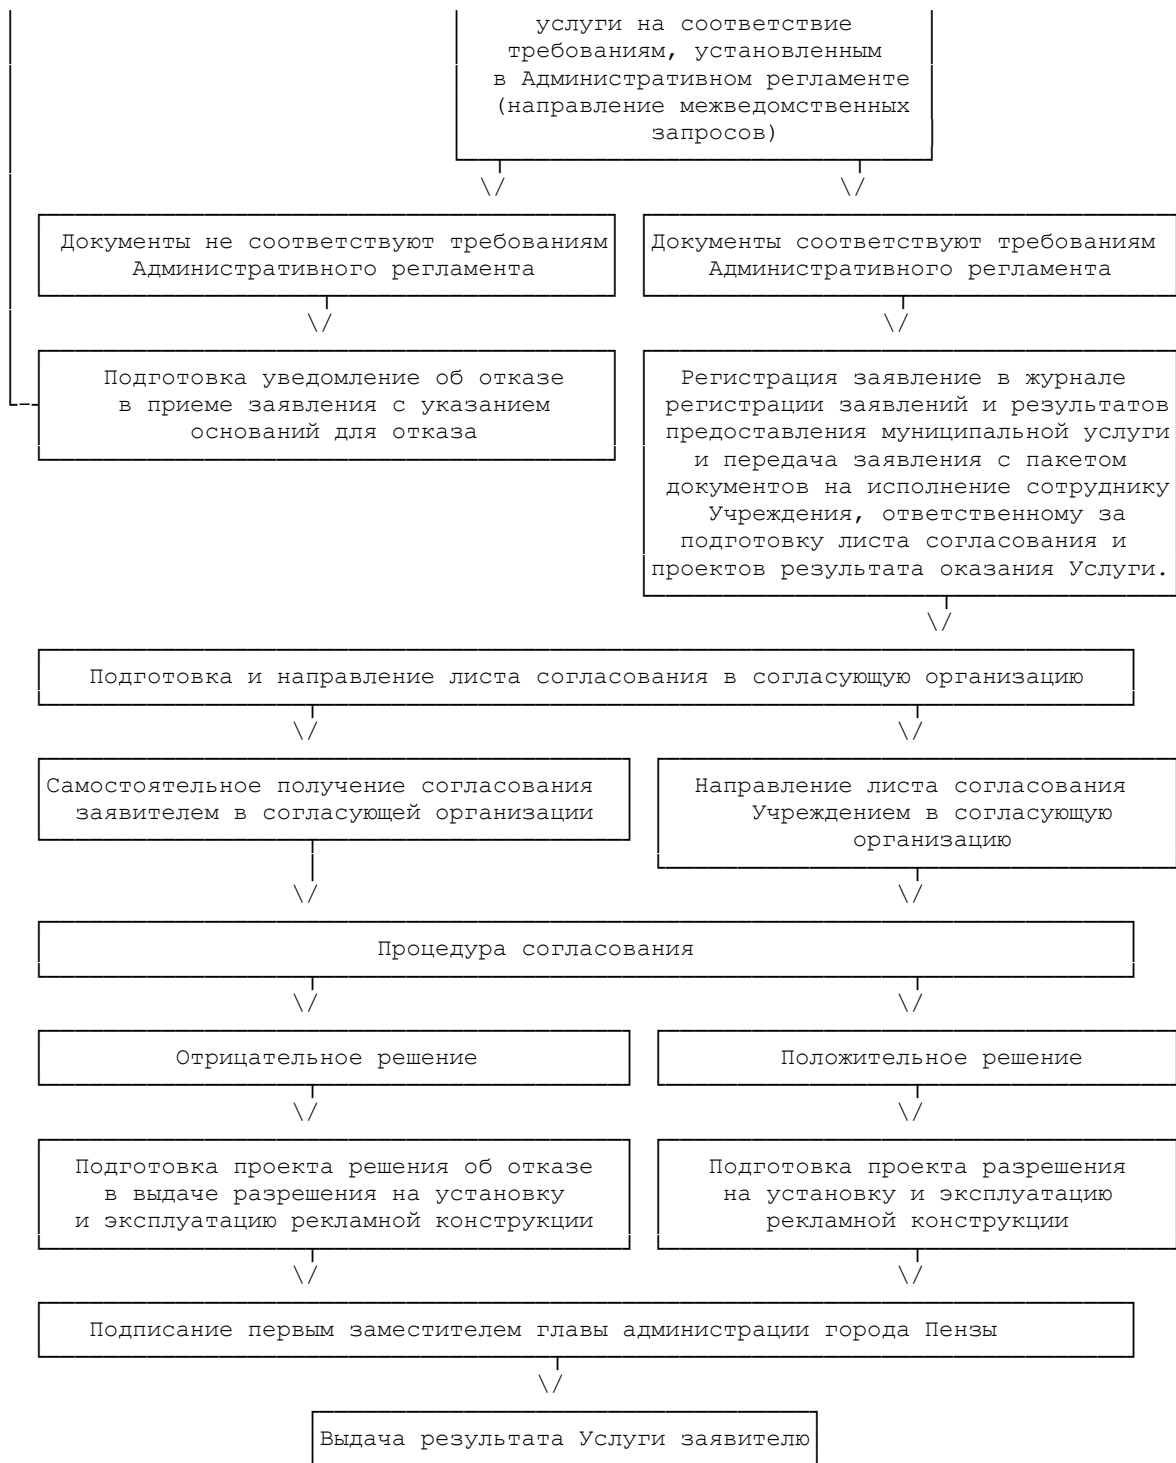 услуги на соответствие
требованиям, установленным
в Административном регламенте
(направление межведомственных
запросов)
Документы не соответствуют требованиям
Административного регламента
Документы соответствуют требованиям
Административного регламента
Подготовка уведомление об отказе
в приеме заявления с указанием
оснований для отказа
Регистрация заявление в журнале
регистрации заявлений и результатов
предоставления муниципальной услуги
и передача заявления с пакетом
документов на исполнение сотруднику
Учреждения, ответственному за
подготовку листа согласования и
проектов результата оказания Услуги.
Подготовка и направление листа согласования в согласующую организацию
Самостоятельное получение согласования
заявителем в согласующей организации
Направление листа согласования
Учреждением в согласующую
организацию
Процедура согласования
Отрицательное решение
Положительное решение
Подготовка проекта решения об отказе
в выдаче разрешения на установку
и эксплуатацию рекламной конструкции
Подготовка проекта разрешения
на установку и эксплуатацию
рекламной конструкции
Подписание первым заместителем главы администрации города Пензы
Выдача результата Услуги заявителю